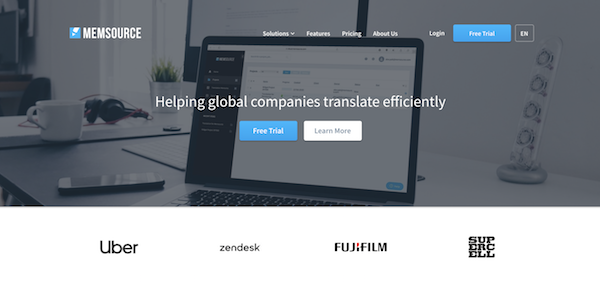 MEMSOURCE
Solutions Features Pricing About Us Login Free Trial EN
MEMSOURCE
Helping global companies translate efficiently
Free Trial Learn More
Uber zendesk FUJIFILM SUPERCELL